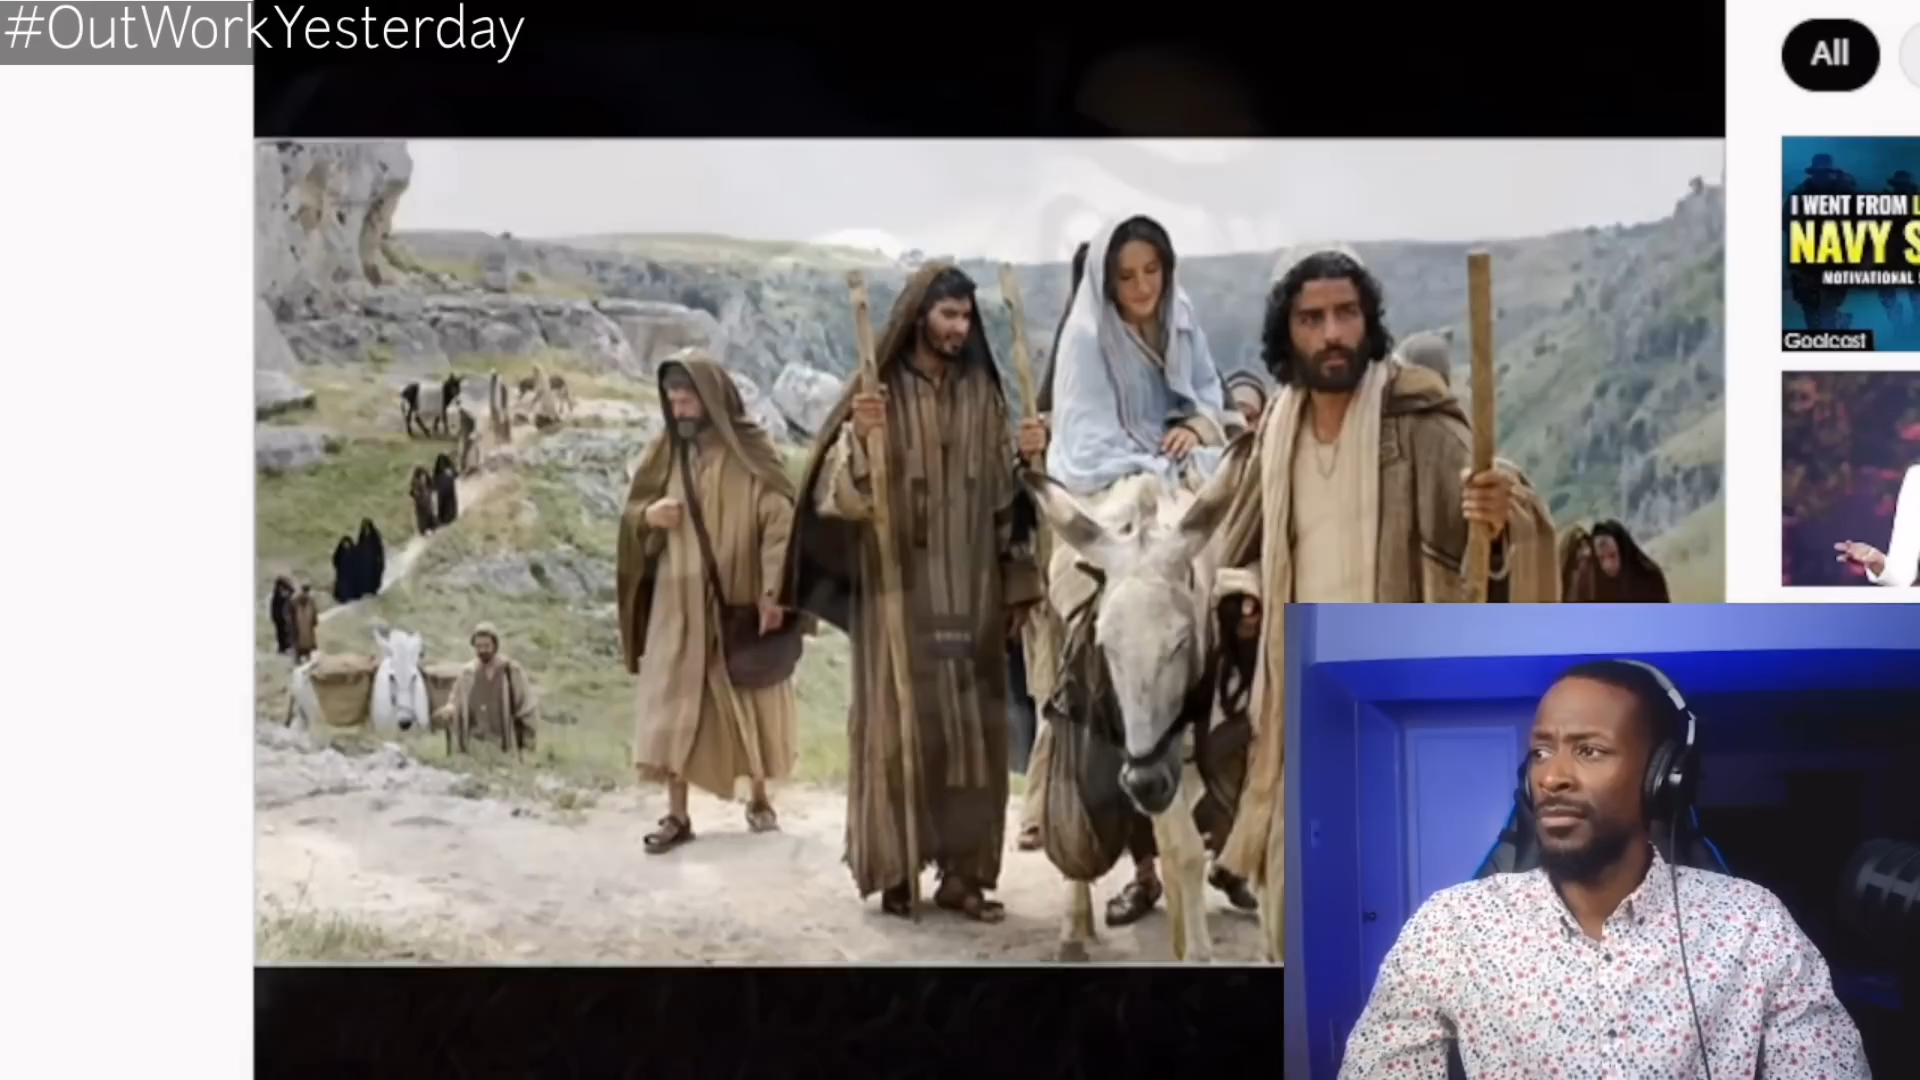 #OutWorkYesterday
All
I WENT FROM
NAVY S
MOTIVATIONAL
Goalcast